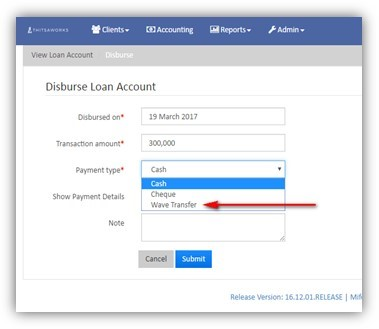 THITSAWORKS Clients Accounting Reports Admin
View Loan Account Disburse
Disburse Loan Account
Disbursed on* 19 March 2017
Transaction amount* 300,000
Payment type* Cash
Cash
Cheque
Show Payment Details
Wave Transfer
Note
Cancel Submit
Release Version: 16.12.01.RELEASE | Mifo